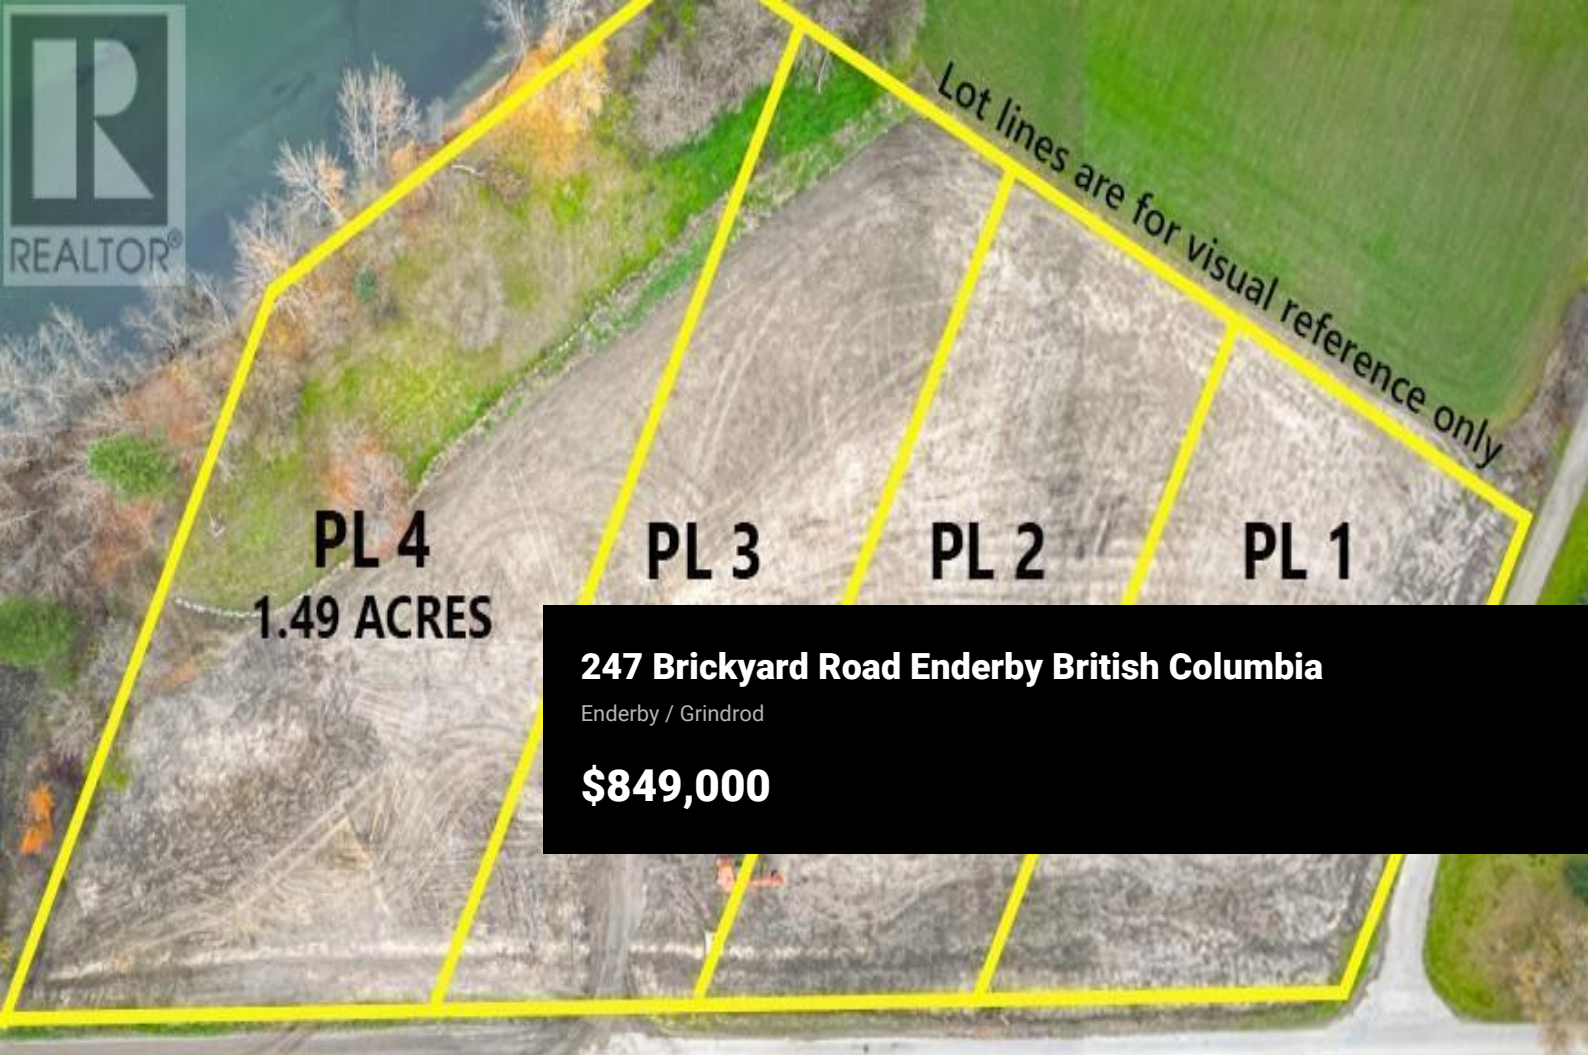 REALTOR®
Lot lines are for visual reference only
PL 4
1.49 ACRES
PL 3
PL 2
PL 1
247 Brickyard Road Enderby British Columbia
Enderby / Grindrod
$849,000